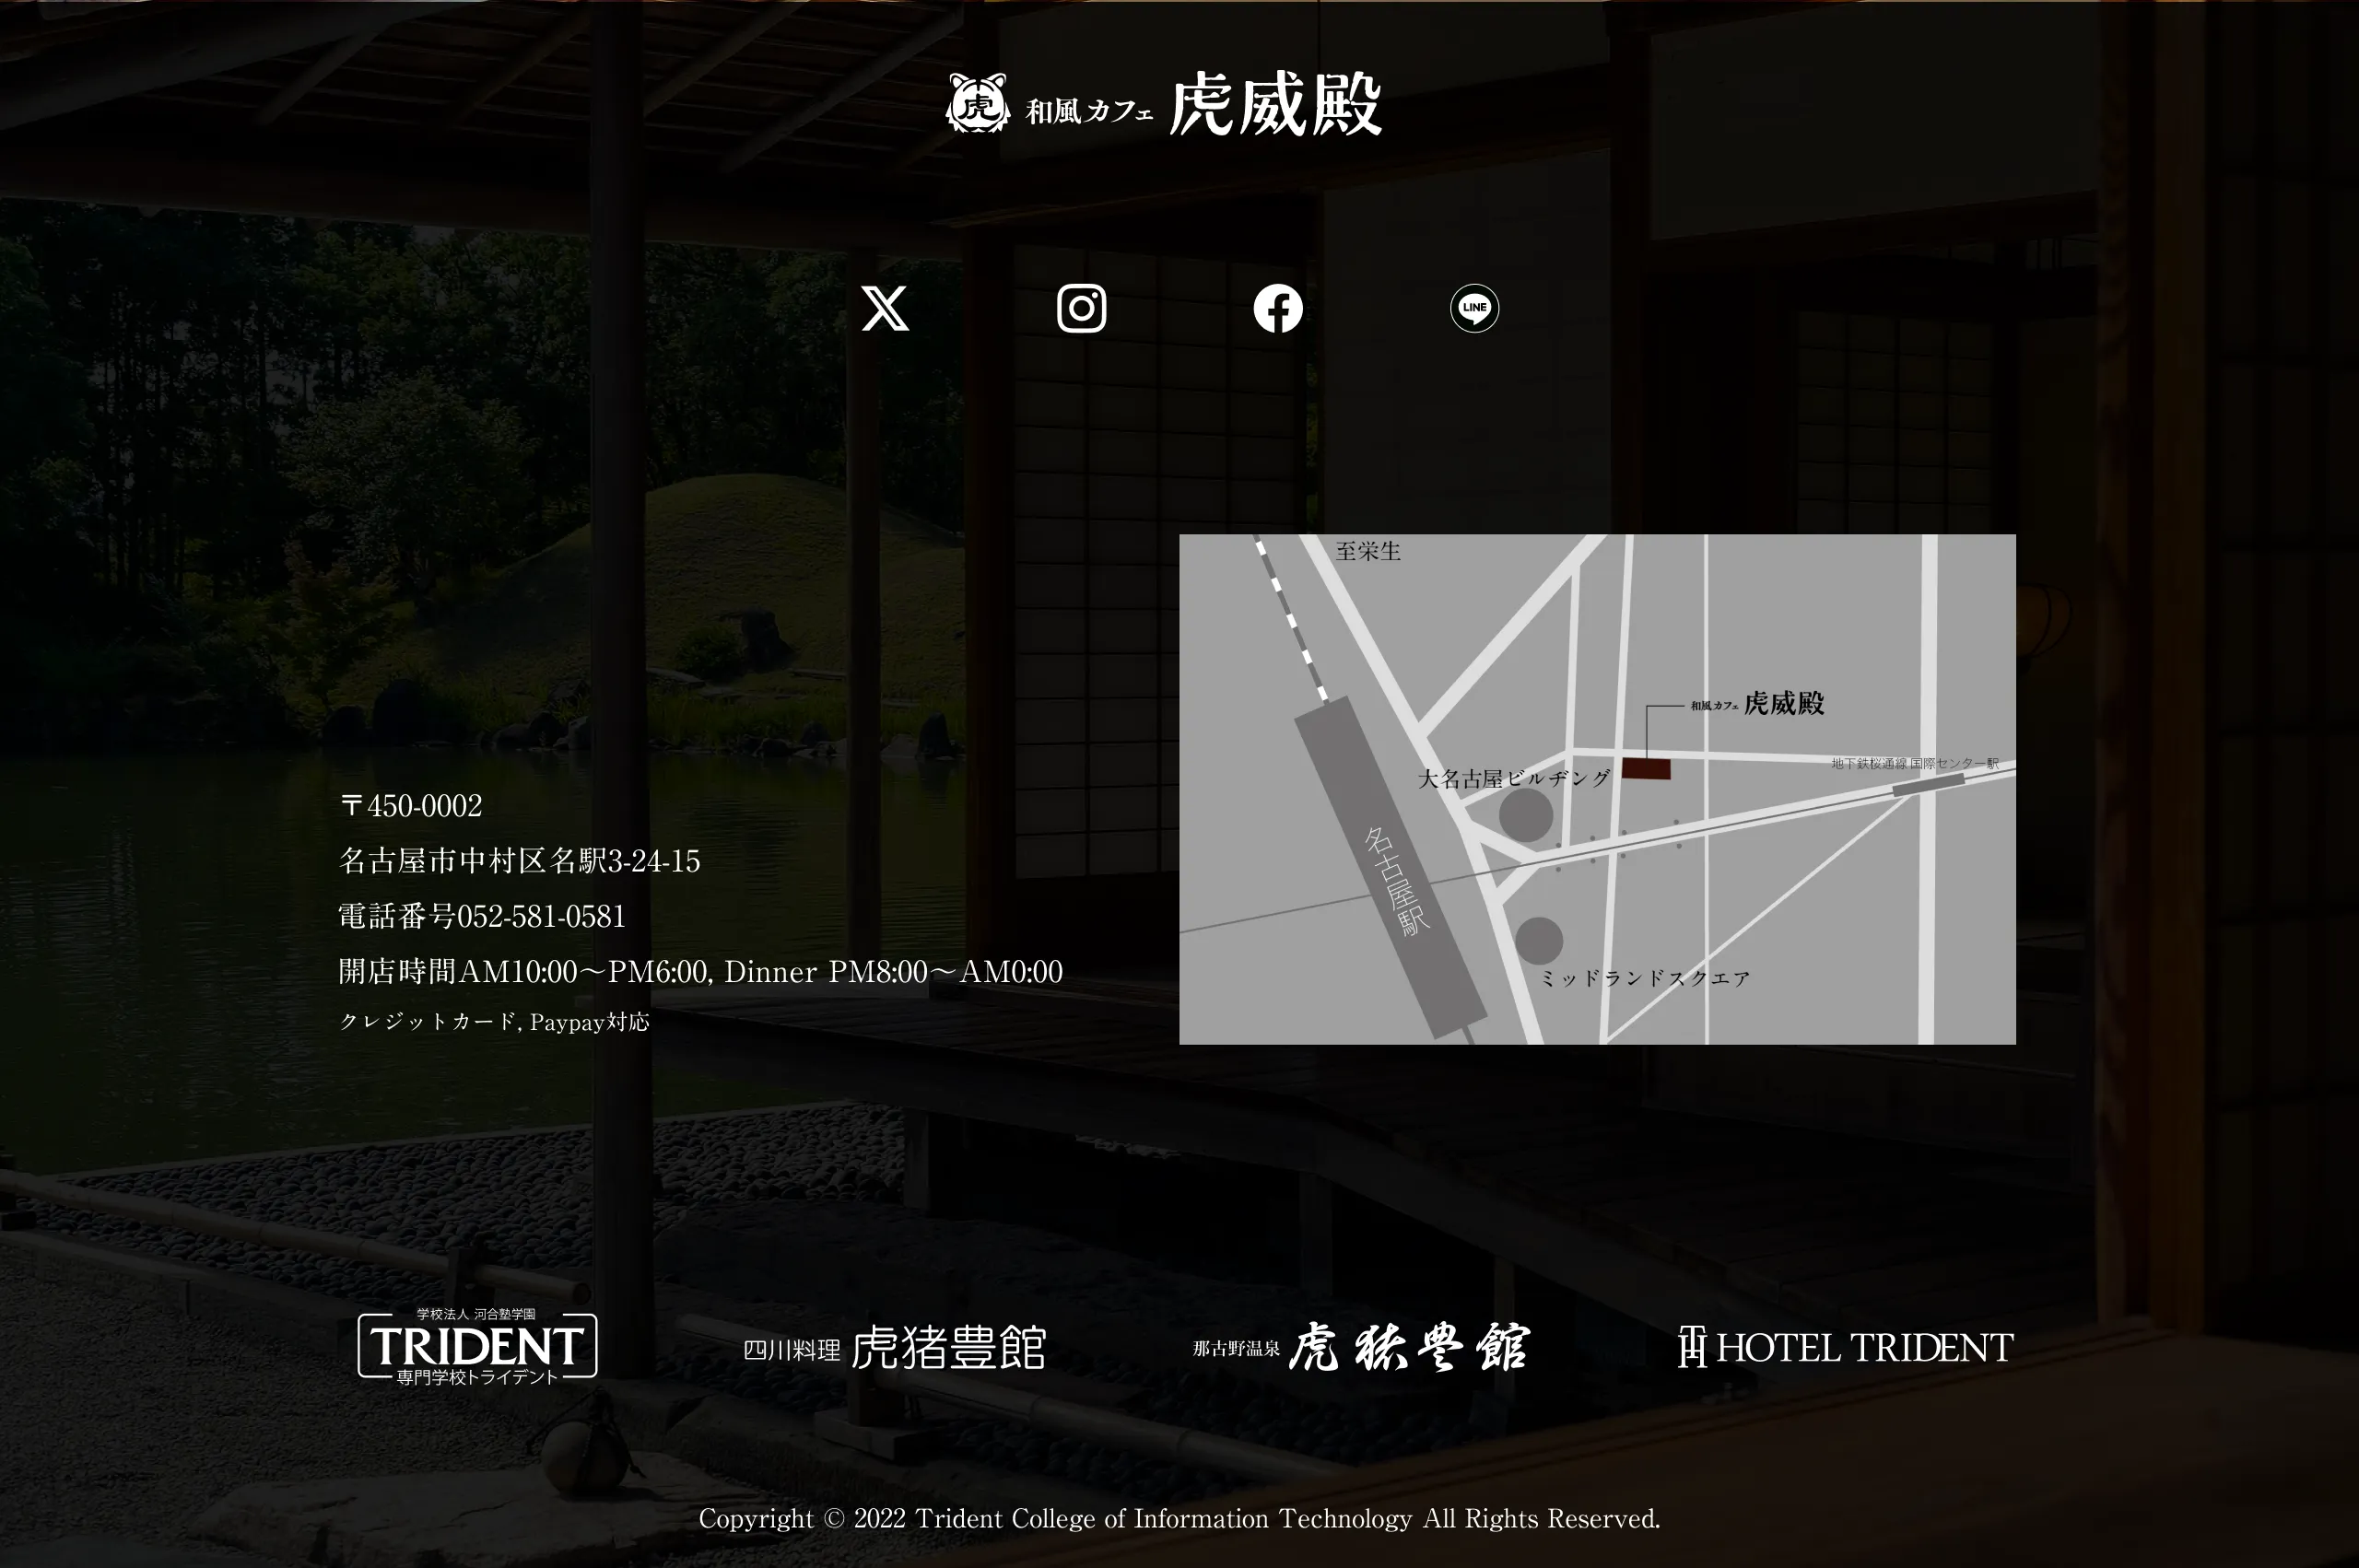 虎 和風カフェ 虎威殿
LINE
至栄生
和風カフェ 虎威殿
地下鉄桜通線 国際センター駅
大名古屋ビルヂング
名古屋駅
ミッドランドスクエア
〒450-0002
名古屋市中村区名駅3-24-15
電話番号052-581-0581
開店時間AM10:00〜PM6:00, Dinner PM8:00〜AM0:00
クレジットカード, Paypay対応
学校法人 河合塾学園
TRIDENT
専門学校トライデント
四川料理 虎猪豊館
那古野温泉 虎猪豊館
HOTEL TRIDENT
Copyright © 2022 Trident College of Information Technology All Rights Reserved.